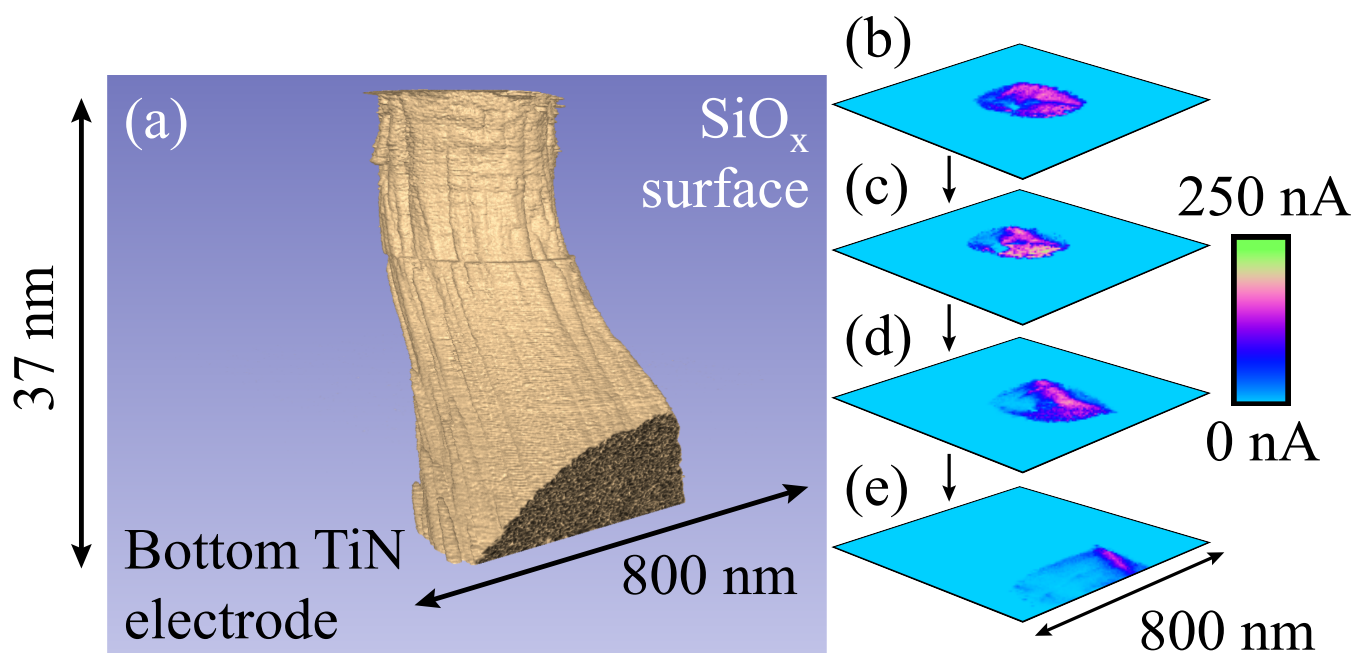 (a)
SiOx
surface
37 nm
Bottom TiN
electrode
800 nm
(b)
(c)
250 nA
(d)
0 nA
(e)
800 nm